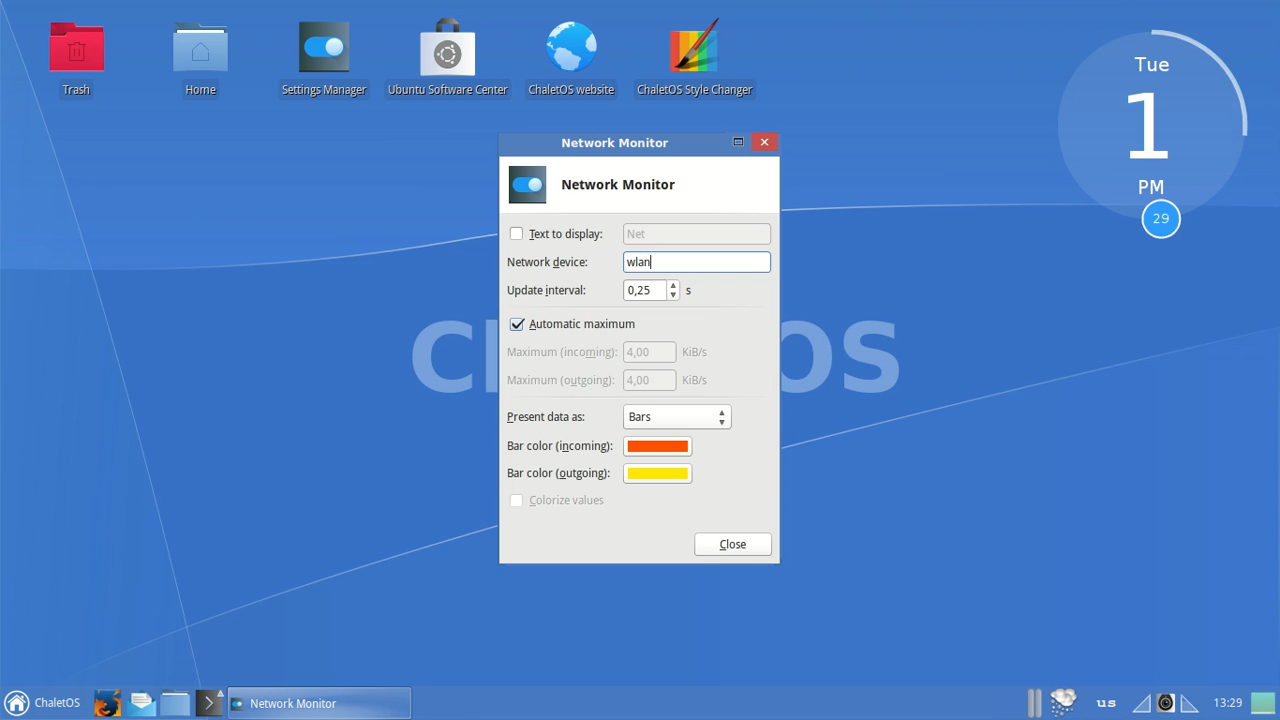 Trash
Home
Settings Manager
Ubuntu Software Center
ChaletOS website
ChaletOS Style Changer
Tue
1
PM
29
Network Monitor
Network Monitor
Text to display: Net
Network device: wlan
Update interval: 0,25 s
Automatic maximum
Maximum (incoming): 4,00 KiB/s
Maximum (outgoing): 4,00 KiB/s
Present data as: Bars
Bar color (incoming):
Bar color (outgoing):
Colorize values
Close
ChaletOS
Network Monitor
us
13:29